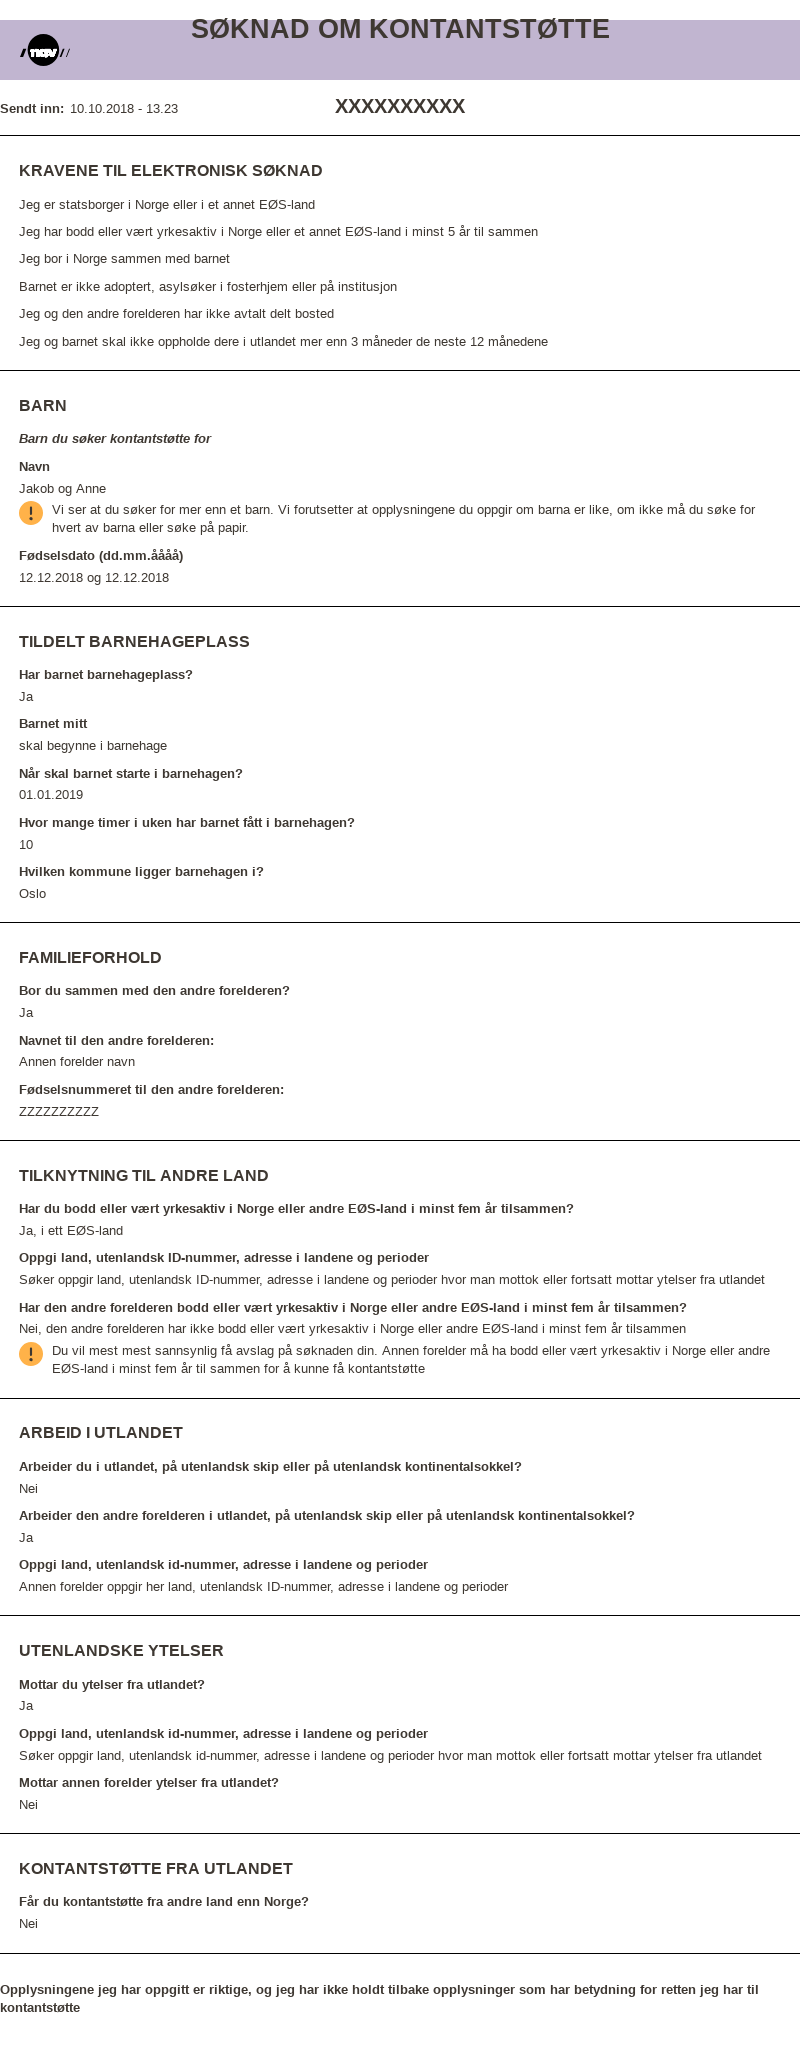 SØKNAD OM KONTANTSTØTTE
nav
Sendt inn: 10.10.2018 - 13.23
XXXXXXXXXX
KRAVENE TIL ELEKTRONISK SØKNAD
Jeg er statsborger i Norge eller i et annet EØS-land
Jeg har bodd eller vært yrkesaktiv i Norge eller et annet EØS-land i minst 5 år til sammen
Jeg bor i Norge sammen med barnet
Barnet er ikke adoptert, asylsøker i fosterhjem eller på institusjon
Jeg og den andre forelderen har ikke avtalt delt bosted
Jeg og barnet skal ikke oppholde dere i utlandet mer enn 3 måneder de neste 12 månedene
BARN
Barn du søker kontantstøtte for
Navn
Jakob og Anne
Vi ser at du søker for mer enn et barn. Vi forutsetter at opplysningene du oppgir om barna er like, om ikke må du søke for
hvert av barna eller søke på papir.
Fødselsdato (dd.mm.åååå)
12.12.2018 og 12.12.2018
TILDELT BARNEHAGEPLASS
Har barnet barnehageplass?
Ja
Barnet mitt
skal begynne i barnehage
Når skal barnet starte i barnehagen?
01.01.2019
Hvor mange timer i uken har barnet fått i barnehagen?
10
Hvilken kommune ligger barnehagen i?
Oslo
FAMILIEFORHOLD
Bor du sammen med den andre forelderen?
Ja
Navnet til den andre forelderen:
Annen forelder navn
Fødselsnummeret til den andre forelderen:
ZZZZZZZZZZ
TILKNYTNING TIL ANDRE LAND
Har du bodd eller vært yrkesaktiv i Norge eller andre EØS-land i minst fem år tilsammen?
Ja, i ett EØS-land
Oppgi land, utenlandsk ID-nummer, adresse i landene og perioder
Søker oppgir land, utenlandsk ID-nummer, adresse i landene og perioder hvor man mottok eller fortsatt mottar ytelser fra utlandet
Har den andre forelderen bodd eller vært yrkesaktiv i Norge eller andre EØS-land i minst fem år tilsammen?
Nei, den andre forelderen har ikke bodd eller vært yrkesaktiv i Norge eller andre EØS-land i minst fem år tilsammen
Du vil mest mest sannsynlig få avslag på søknaden din. Annen forelder må ha bodd eller vært yrkesaktiv i Norge eller andre
EØS-land i minst fem år til sammen for å kunne få kontantstøtte
ARBEID I UTLANDET
Arbeider du i utlandet, på utenlandsk skip eller på utenlandsk kontinentalsokkel?
Nei
Arbeider den andre forelderen i utlandet, på utenlandsk skip eller på utenlandsk kontinentalsokkel?
Ja
Oppgi land, utenlandsk id-nummer, adresse i landene og perioder
Annen forelder oppgir her land, utenlandsk ID-nummer, adresse i landene og perioder
UTENLANDSKE YTELSER
Mottar du ytelser fra utlandet?
Ja
Oppgi land, utenlandsk id-nummer, adresse i landene og perioder
Søker oppgir land, utenlandsk id-nummer, adresse i landene og perioder hvor man mottok eller fortsatt mottar ytelser fra utlandet
Mottar annen forelder ytelser fra utlandet?
Nei
KONTANTSTØTTE FRA UTLANDET
Får du kontantstøtte fra andre land enn Norge?
Nei
Opplysningene jeg har oppgitt er riktige, og jeg har ikke holdt tilbake opplysninger som har betydning for retten jeg har til
kontantstøtte